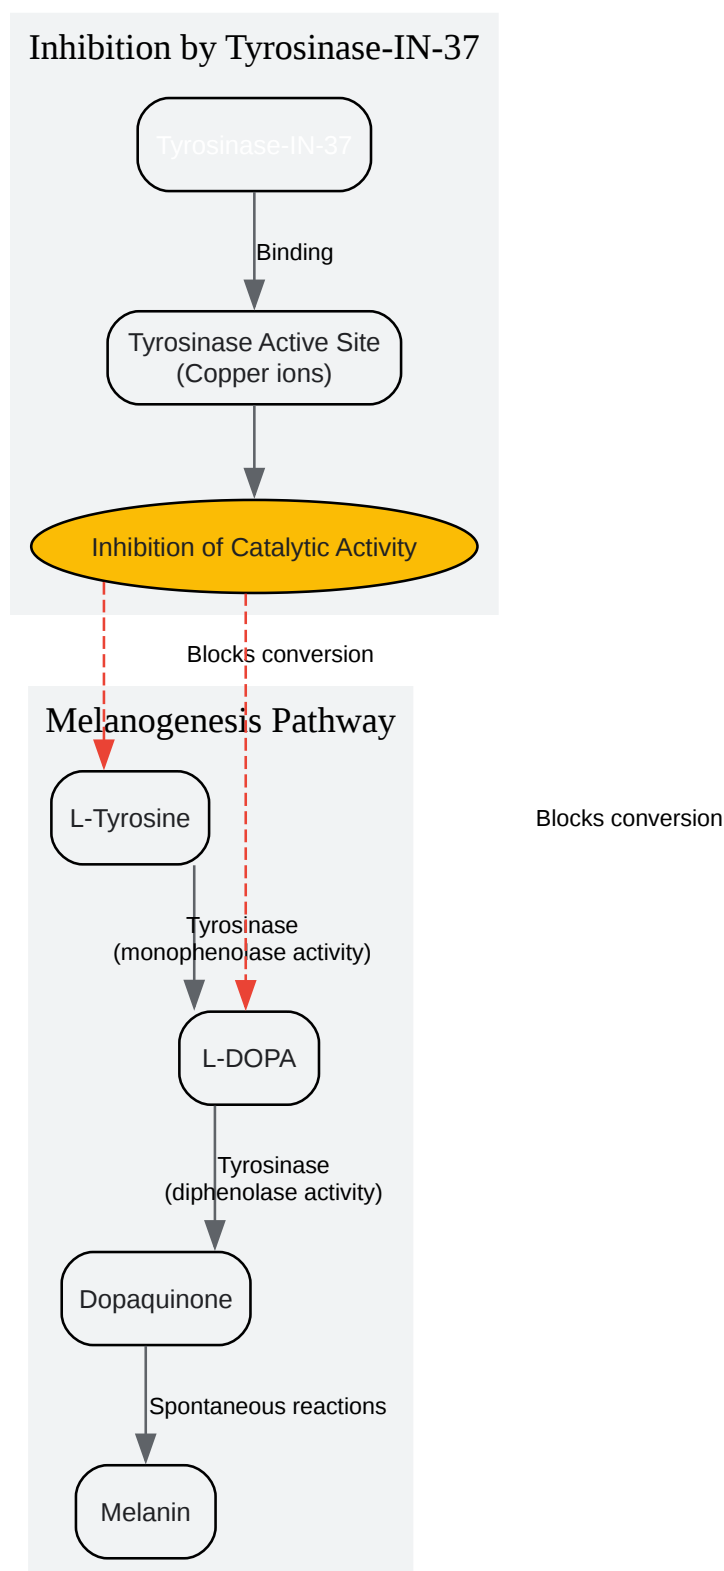 Inhibition by Tyrosinase-IN-37
Tyrosinase-IN-37
Binding
Tyrosinase Active Site
(Copper ions)
Inhibition of Catalytic Activity
Blocks conversion
Melanogenesis Pathway
L-Tyrosine
Blocks conversion
Tyrosinase
(monophenolase activity)
L-DOPA
Tyrosinase
(diphenolase activity)
Dopaquinone
Spontaneous reactions
Melanin